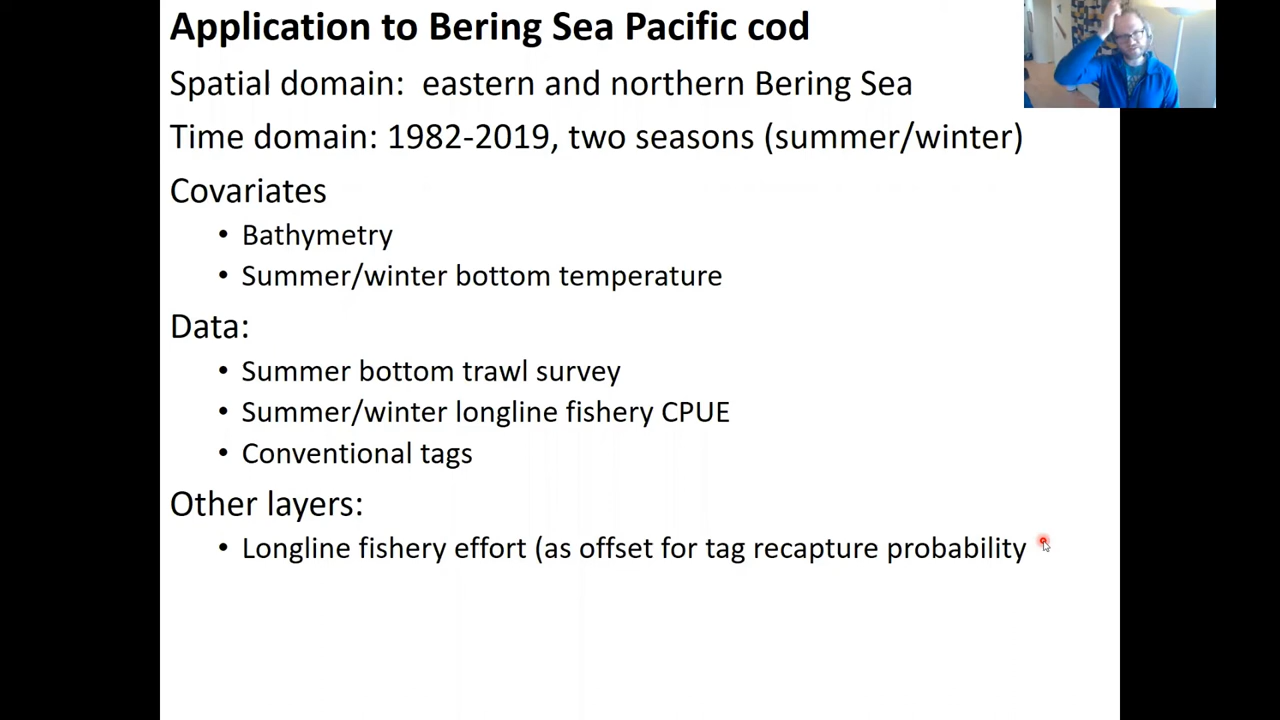 Application to Bering Sea Pacific cod
Spatial domain:  eastern and northern Bering Sea
Time domain: 1982-2019, two seasons (summer/winter)
Covariates
• Bathymetry
• Summer/winter bottom temperature
Data:
• Summer bottom trawl survey
• Summer/winter longline fishery CPUE
• Conventional tags
Other layers:
• Longline fishery effort (as offset for tag recapture probability